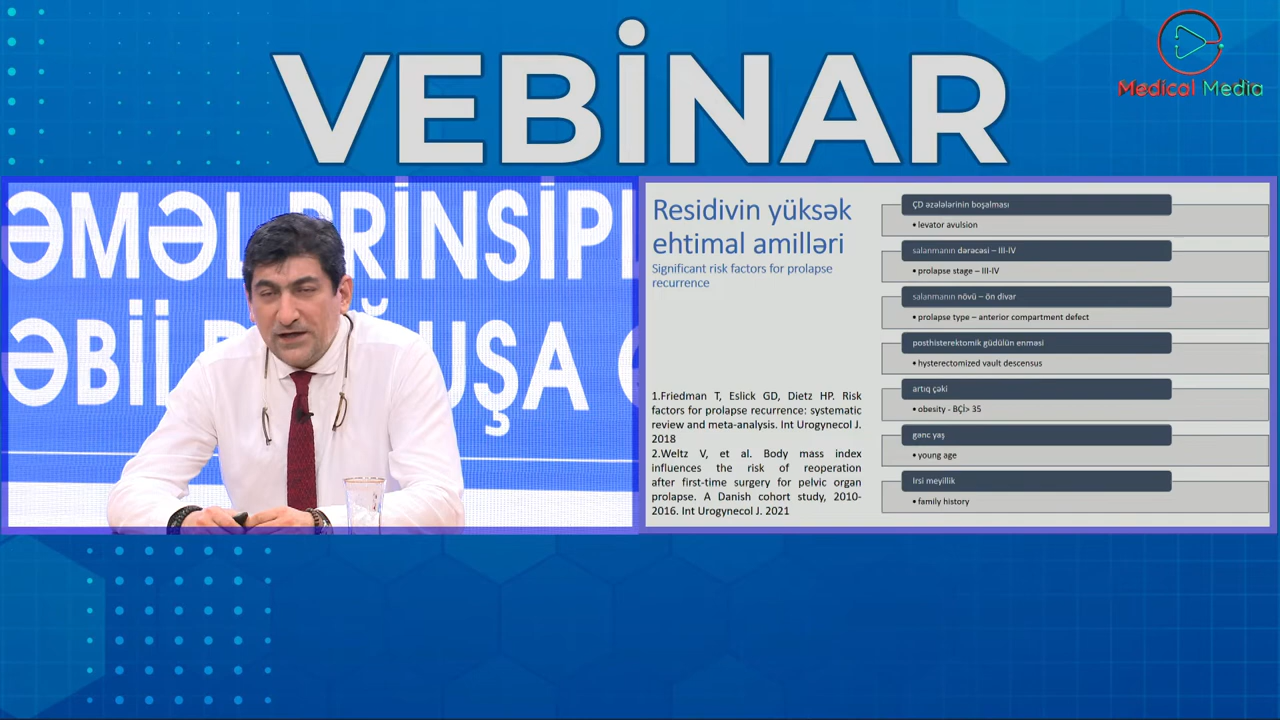 VEBİNAR
Medical Media
ƏMƏL PRİNSİPL
ƏBİİ
UŞA
Residivin yüksək
ehtimal amilləri
Significant risk factors for prolapse
recurrence
1.Friedman T, Eslick GD, Dietz HP. Risk
factors for prolapse recurrence: systematic
review and meta-analysis. Int Urogynecol J.
2018
2.Weltz V, et al. Body mass index
influences the risk of reoperation
after first-time surgery for pelvic organ
prolapse. A Danish cohort study, 2010-
2016. Int Urogynecol J. 2021
ÇD əzələlərinin boşalması
• levator avulsion
sallanmanın dərəcəsi – III-IV
• prolapse stage – III-IV
sallanmanın növü – ön divar
• prolapse type – anterior compartment defect
posthisterektomik güdülün enməsi
• hysterectomized vault descensus
artıq çəki
• obesity - BÇİ> 35
gənc yaş
• young age
Irsi meyillik
• family history